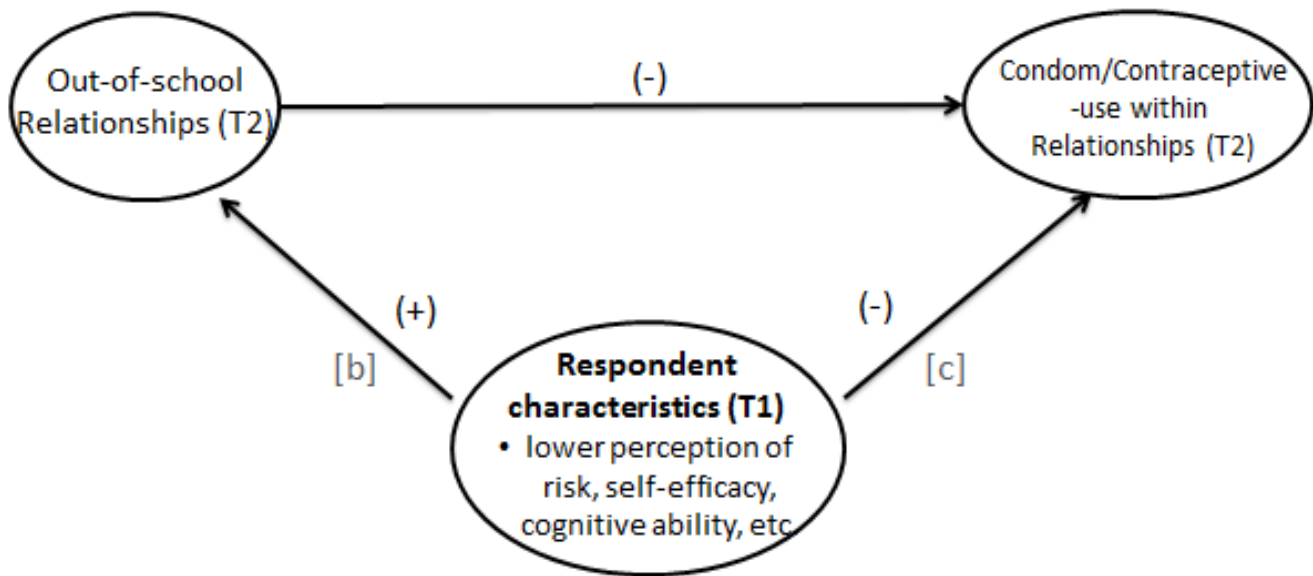 Out-of-school
Relationships (T2)
(-)
Condom/Contraceptive
-use within
Relationships (T2)
(+)
[b]
(-)
[c]
Respondent
characteristics (T1)
• lower perception of
risk, self-efficacy,
cognitive ability, etc